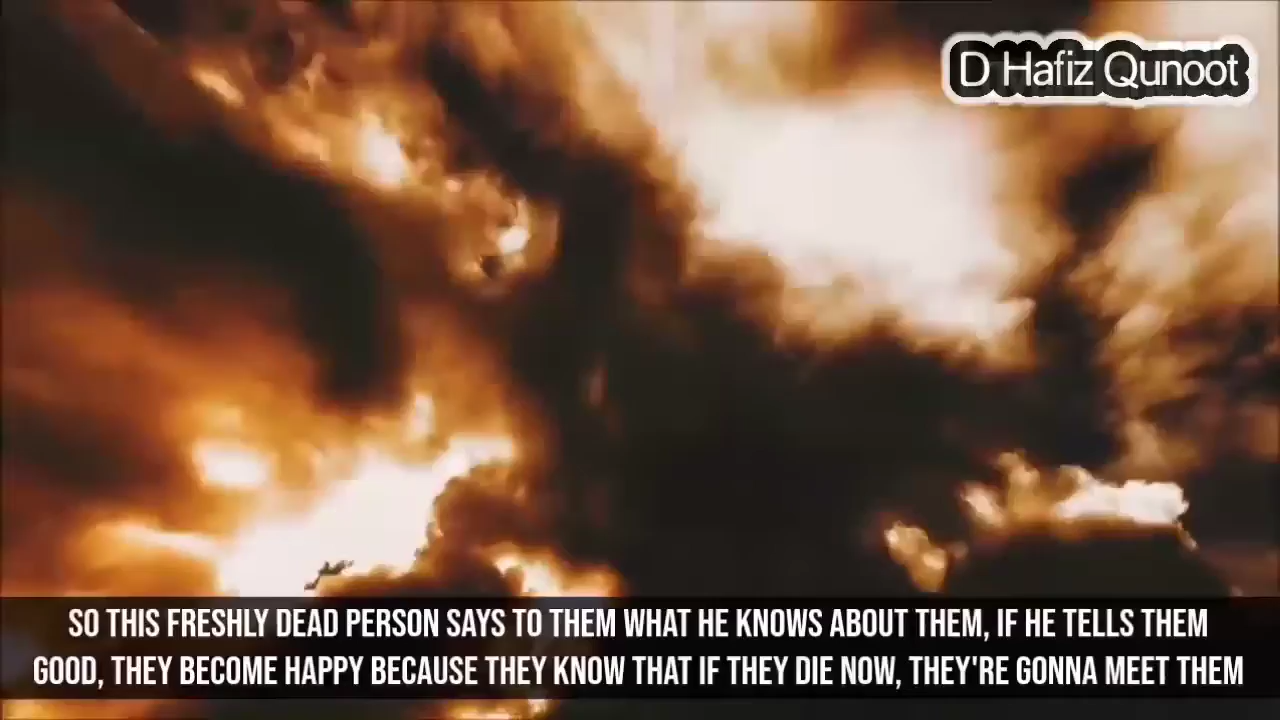 D Hafiz Qunoot
SO THIS FRESHLY DEAD PERSON SAYS TO THEM WHAT HE KNOWS ABOUT THEM, IF HE TELLS THEM
GOOD, THEY BECOME HAPPY BECAUSE THEY KNOW THAT IF THEY DIE NOW, THEY'RE GONNA MEET THEM